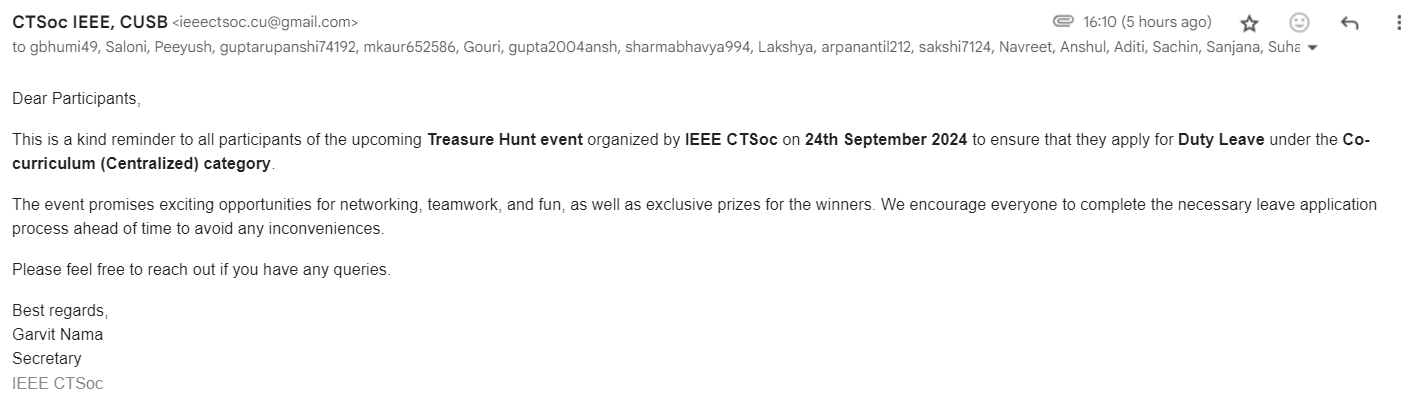 CTSoc IEEE, CUSB <ieeectsoc.cu@gmail.com> 16:10 (5 hours ago)
to gbhumi49, Saloni, Peeyush, guptarupanshi74192, mkaur652586, Gouri, gupta2004ansh, sharmabhavya994, Lakshya, arpanantil212, sakshi7124, Navreet, Anshul, Aditi, Sachin, Sanjana, Suha
Dear Participants,
This is a kind reminder to all participants of the upcoming Treasure Hunt event organized by IEEE CTSoc on 24th September 2024 to ensure that they apply for Duty Leave under the Co-
curriculum (Centralized) category.
The event promises exciting opportunities for networking, teamwork, and fun, as well as exclusive prizes for the winners. We encourage everyone to complete the necessary leave application
process ahead of time to avoid any inconveniences.
Please feel free to reach out if you have any queries.
Best regards,
Garvit Nama
Secretary
IEEE CTSoc